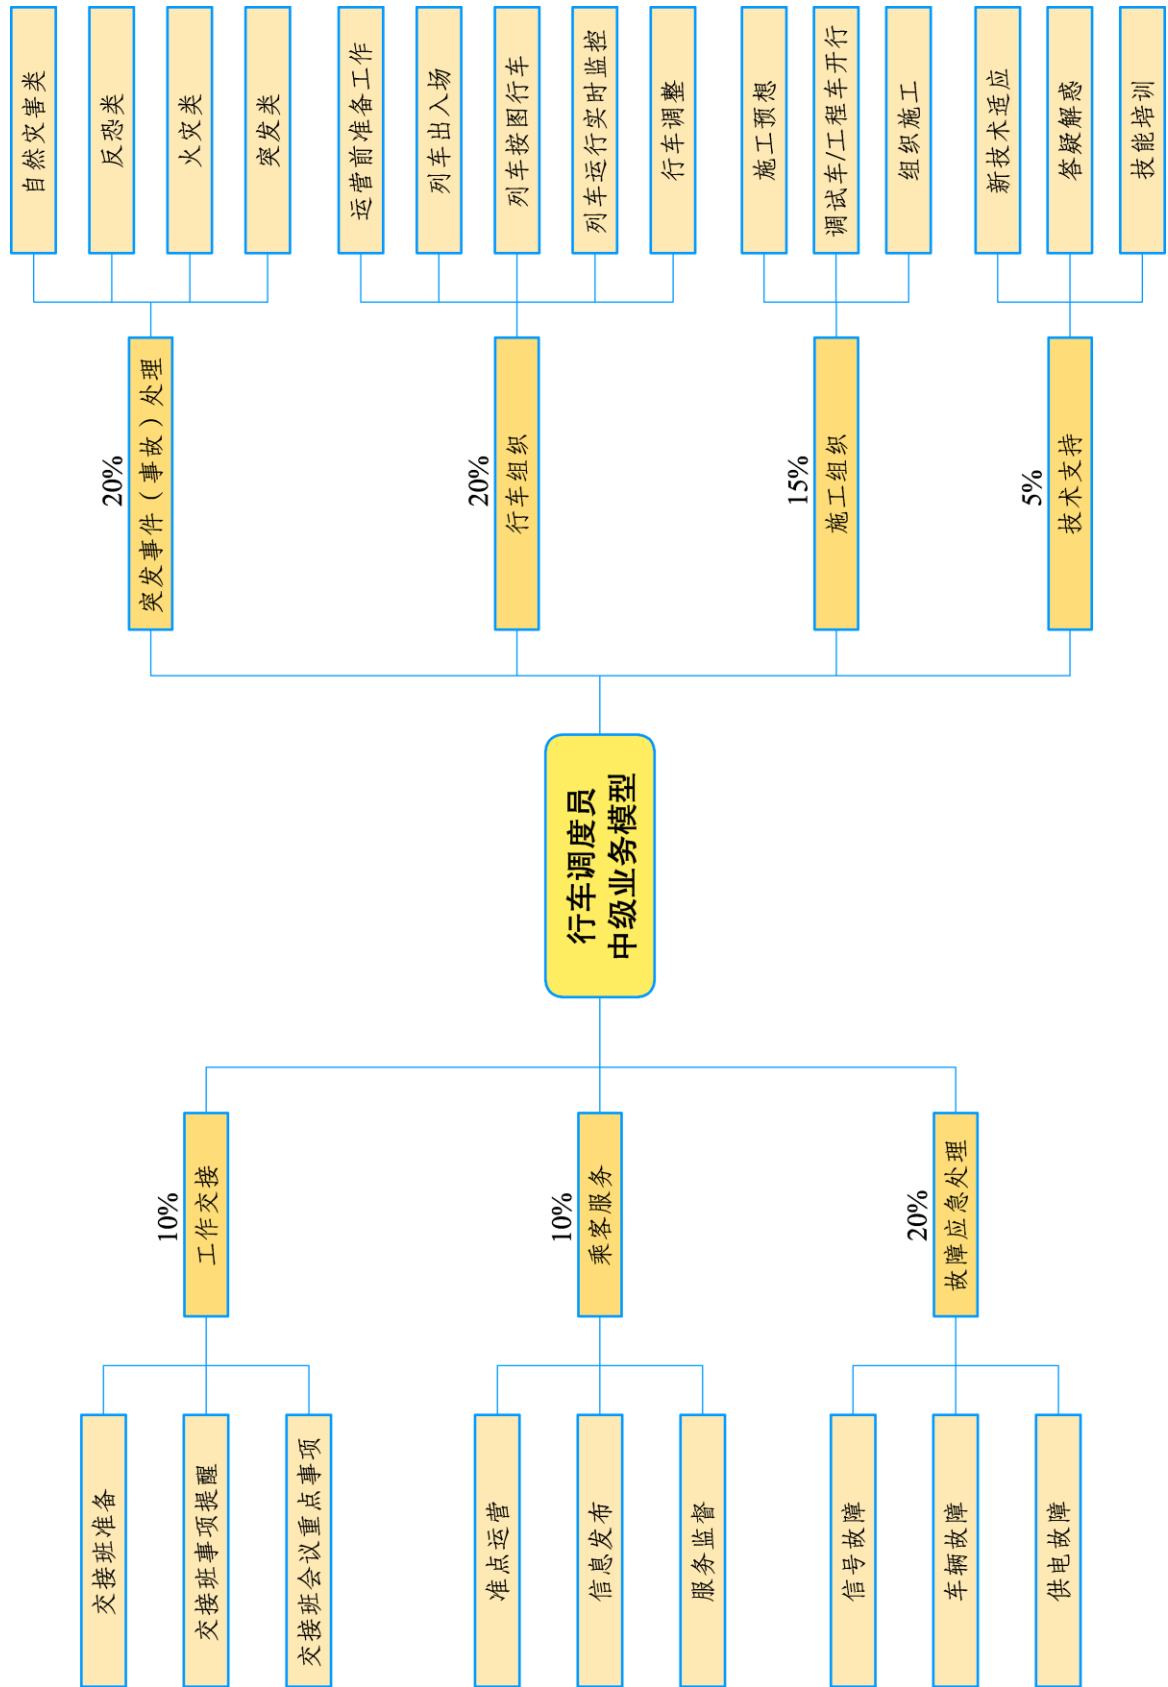 行车调度员
中级业务模型
10%
工作交接
交接班准备
交接班事项提醒
交接班会议重点事项
10%
乘客服务
准点运营
信息发布
服务监督
20%
故障应急处理
信号故障
车辆故障
供电故障
20%
突发事件（事故）处理
自然灾害类
反恐类
火灾类
突发类
20%
行车组织
运营前准备工作
列车出入场
列车按图行车
列车运行实时监控
行车调整
15%
施工组织
施工预想
调试车/工程车开行
组织施工
5%
技术支持
新技术适应
答疑解惑
技能培训